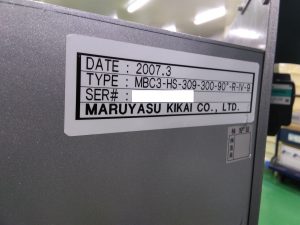 DATE : 2007.3
TYPE : MBC3-HS-309-300-90°-R-IV-9
SER# :
MARUYASU KIKAI CO., LTD.